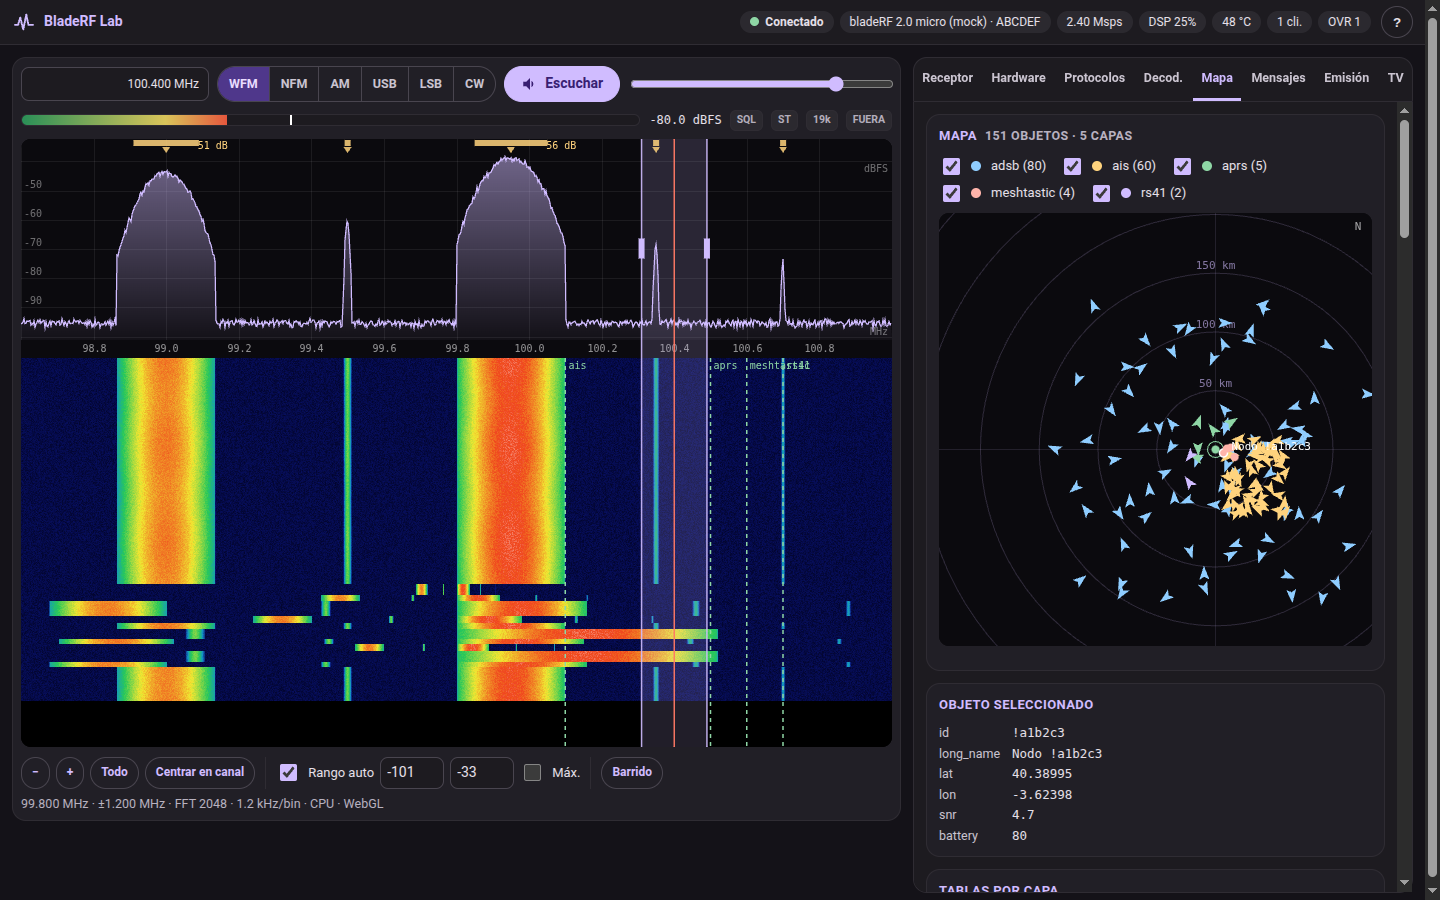 BladeRF Lab
Conectado
bladeRF 2.0 micro (mock) · ABCDEF
2.40 Msps
DSP 25%
48 °C
1 cli.
OVR 1
?
100.400 MHz
WFM
NFM
AM
USB
LSB
CW
Escuchar
-80.0 dBFS
SQL
ST
19k
FUERA
51 dB
56 dB
dBFS
-50
-60
-70
-80
-90
MHz
98.8
99.0
99.2
99.4
99.6
99.8
100.0
100.2
100.4
100.6
100.8
ais
aprs
meshtastic
rs41
-
+
Todo
Centrar en canal
Rango auto
-101
-33
Máx.
Barrido
99.800 MHz · ±1.200 MHz · FFT 2048 · 1.2 kHz/bin · CPU · WebGL
Receptor
Hardware
Protocolos
Decod.
Mapa
Mensajes
Emisión
TV
MAPA 151 OBJETOS · 5 CAPAS
adsb (80)
ais (60)
aprs (5)
meshtastic (4)
rs41 (2)
N
150 km
100 km
50 km
Nodo !a1b2c3
OBJETO SELECCIONADO
id !a1b2c3
long_name Nodo !a1b2c3
lat 40.38995
lon -3.62398
snr 4.7
battery 80
TABLAS POR CAPA